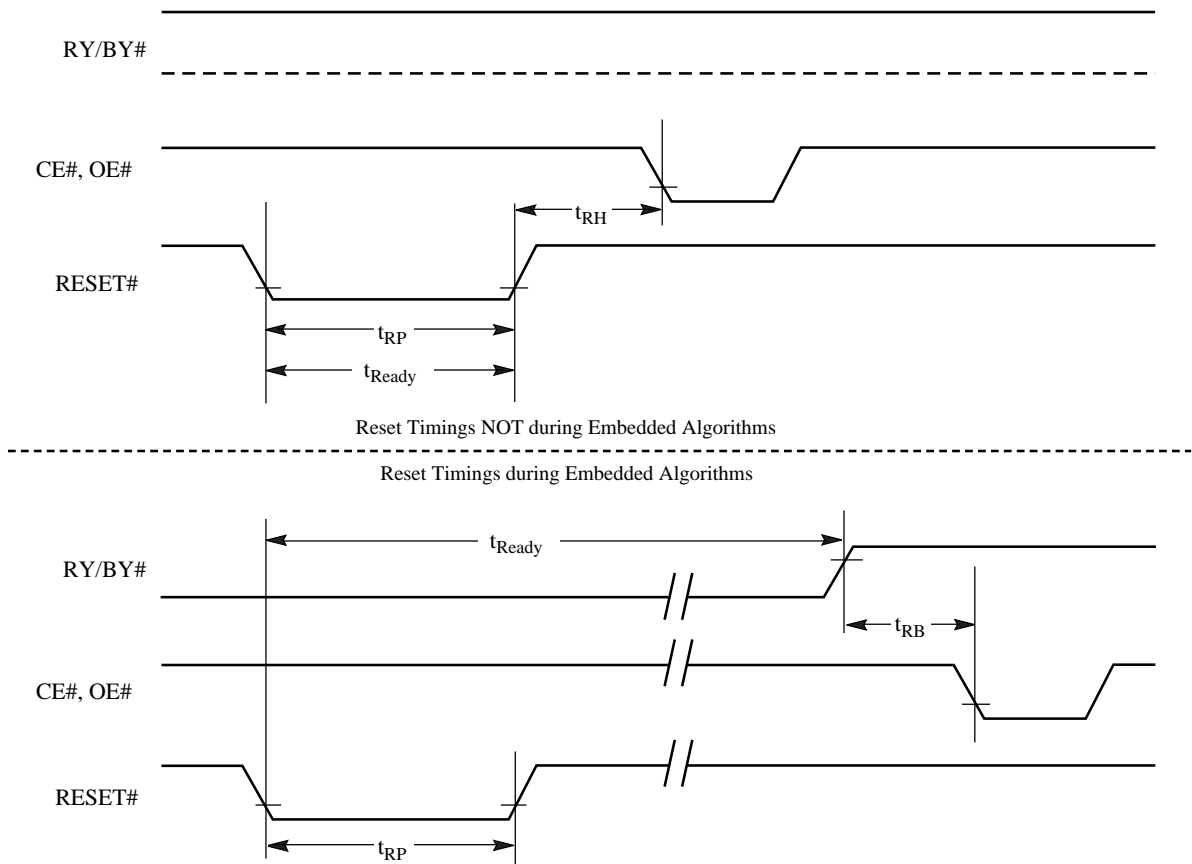 RY/BY#
CE#, OE#
tRH
RESET#
tRP
tReady
Reset Timings NOT during Embedded Algorithms
Reset Timings during Embedded Algorithms
tReady
RY/BY#
tRB
CE#, OE#
RESET#
tRP